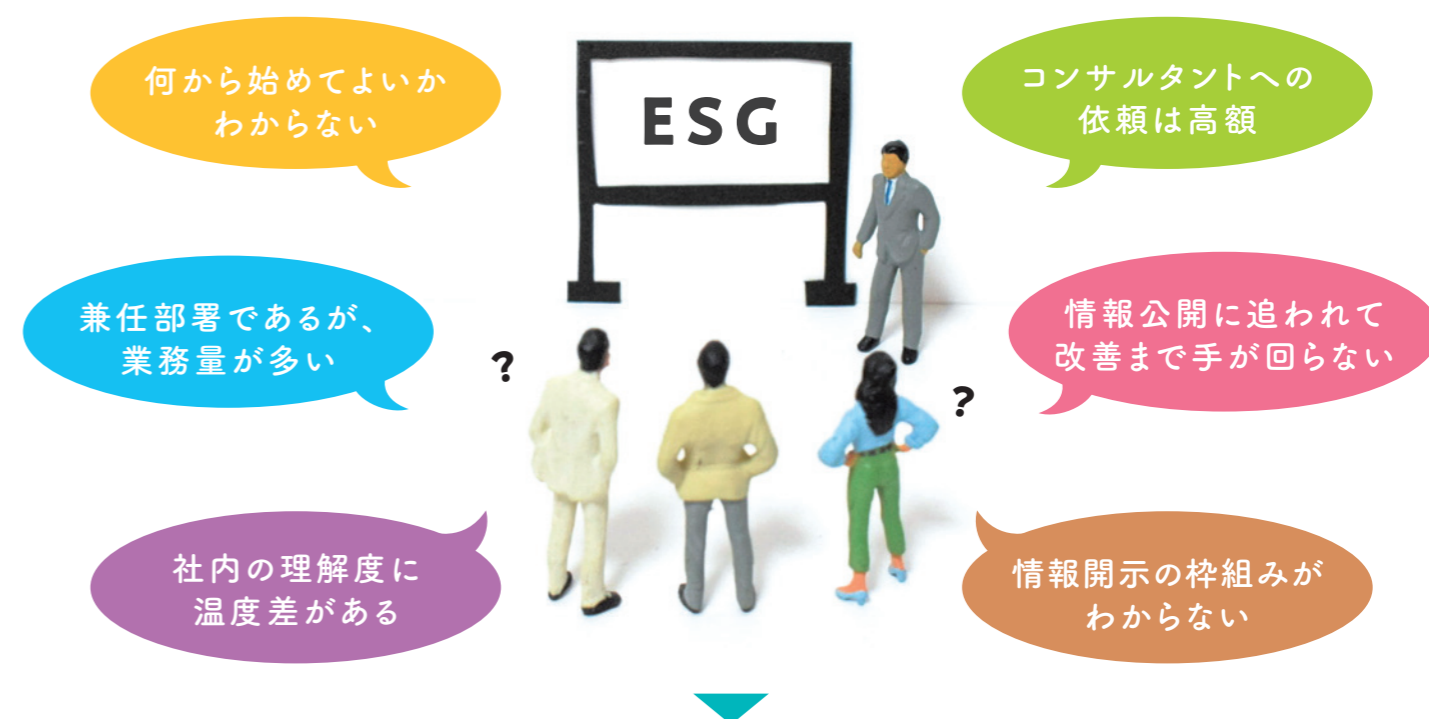 何から始めてよいか
わからない
ESG
コンサルタントへの
依頼は高額
兼任部署であるが、
業務量が多い
?
情報公開に追われて
改善まで手が回らない
?
社内の理解度に
温度差がある
情報開示の枠組みが
わからない